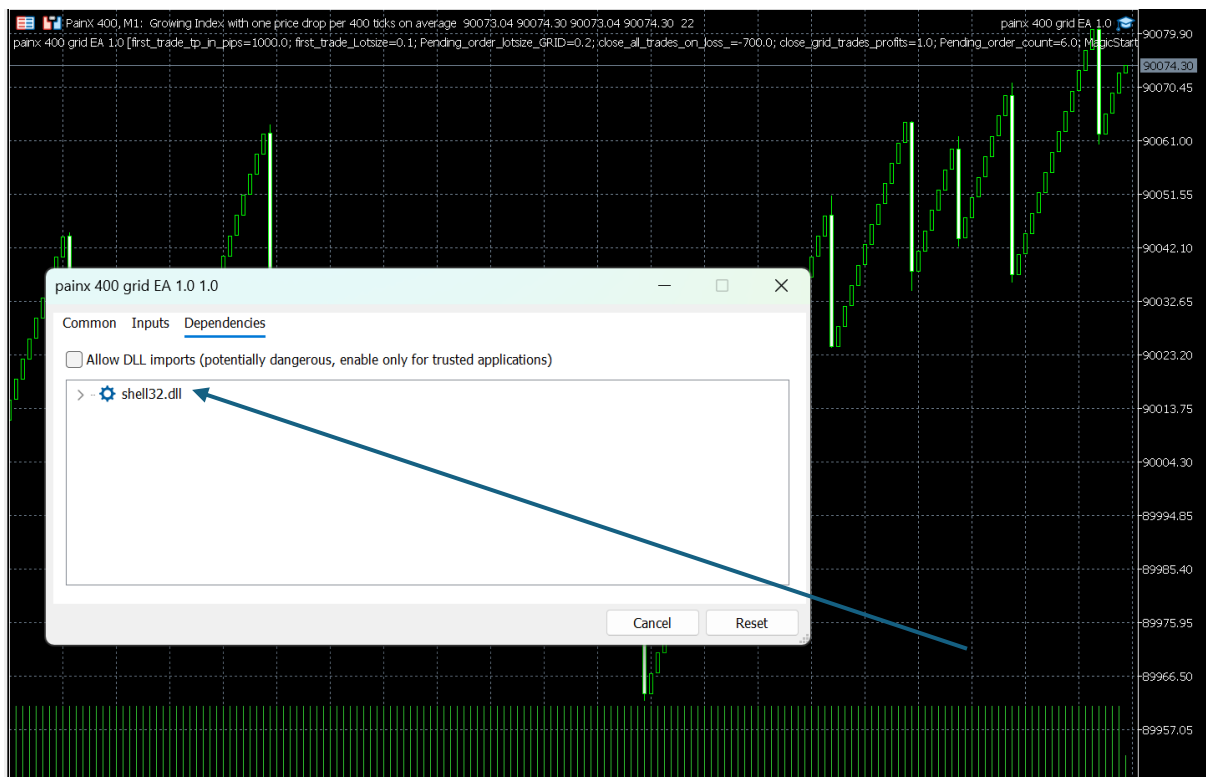 PainX 400, M1: Growing Index with one price drop per 400 ticks on average 90073.04 90074.30 90073.04 90074.30 22
painx 400 grid EA 1.0
painx 400 grid EA 1.0 [first_trade_tp_in_pips=1000.0; first_trade_Lotsize=0.1; Pending_order_lotsize_GRID=0.2; close_all_trades_on_loss_=-700.0; close_grid_trades_profits=1.0; Pending_order_count=6.0; MagicStart
90079.90
90074.30
90070.45
90061.00
90051.55
90042.10
90032.65
90023.20
90013.75
90004.30
89994.85
89985.40
89975.95
89966.50
89957.05
painx 400 grid EA 1.0 1.0
Common Inputs Dependencies
Allow DLL imports (potentially dangerous, enable only for trusted applications)
shell32.dll
Cancel Reset